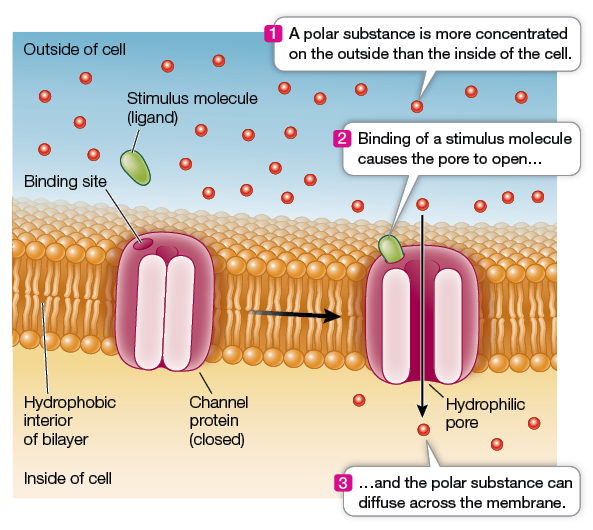 1 A polar substance is more concentrated
on the outside than the inside of the cell.
Outside of cell
Stimulus molecule
(ligand)
2 Binding of a stimulus molecule
causes the pore to open…
Binding site
Hydrophobic
interior
of bilayer
Channel
protein
(closed)
Hydrophilic
pore
Inside of cell
3 …and the polar substance can
diffuse across the membrane.